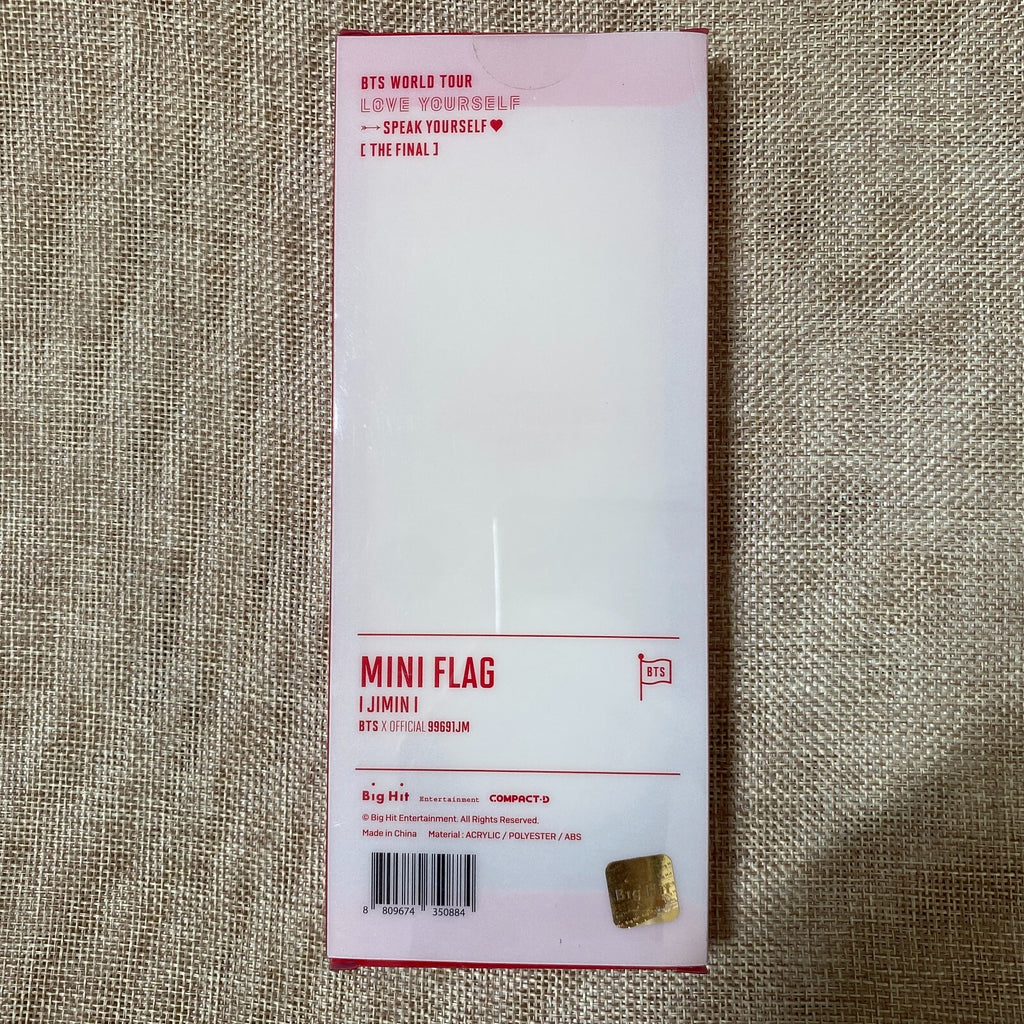 BTS WORLD TOUR
LOVE YOURSELF
SPEAK YOURSELF
[ THE FINAL ]
MINI FLAG
BTS
| JIMIN |
BTS X OFFICIAL 99691JM
Big Hit Entertainment COMPACT·D
© Big Hit Entertainment. All Rights Reserved.
Made in China Material : ACRYLIC / POLYESTER / ABS
8 809674 350884
Big